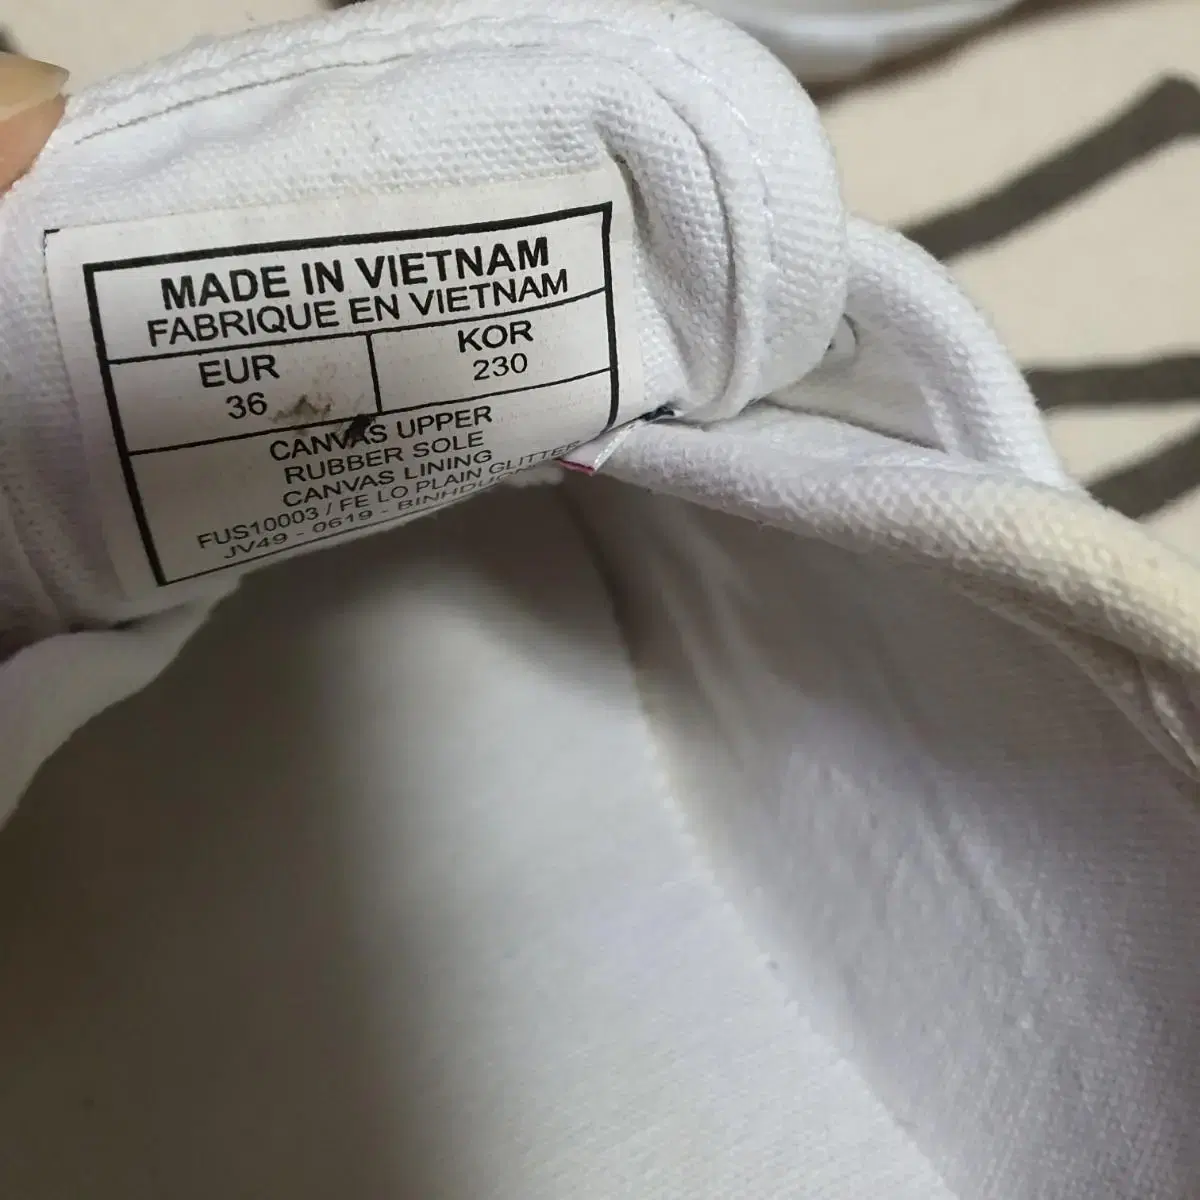 MADE IN VIETNAM
FABRIQUE EN VIETNAM
EUR KOR
36 230
CANVAS UPPER
RUBBER SOLE
CANVAS LINING
FUS10003 / FE LO PLAIN GLITTER
JV49 - 0619 -